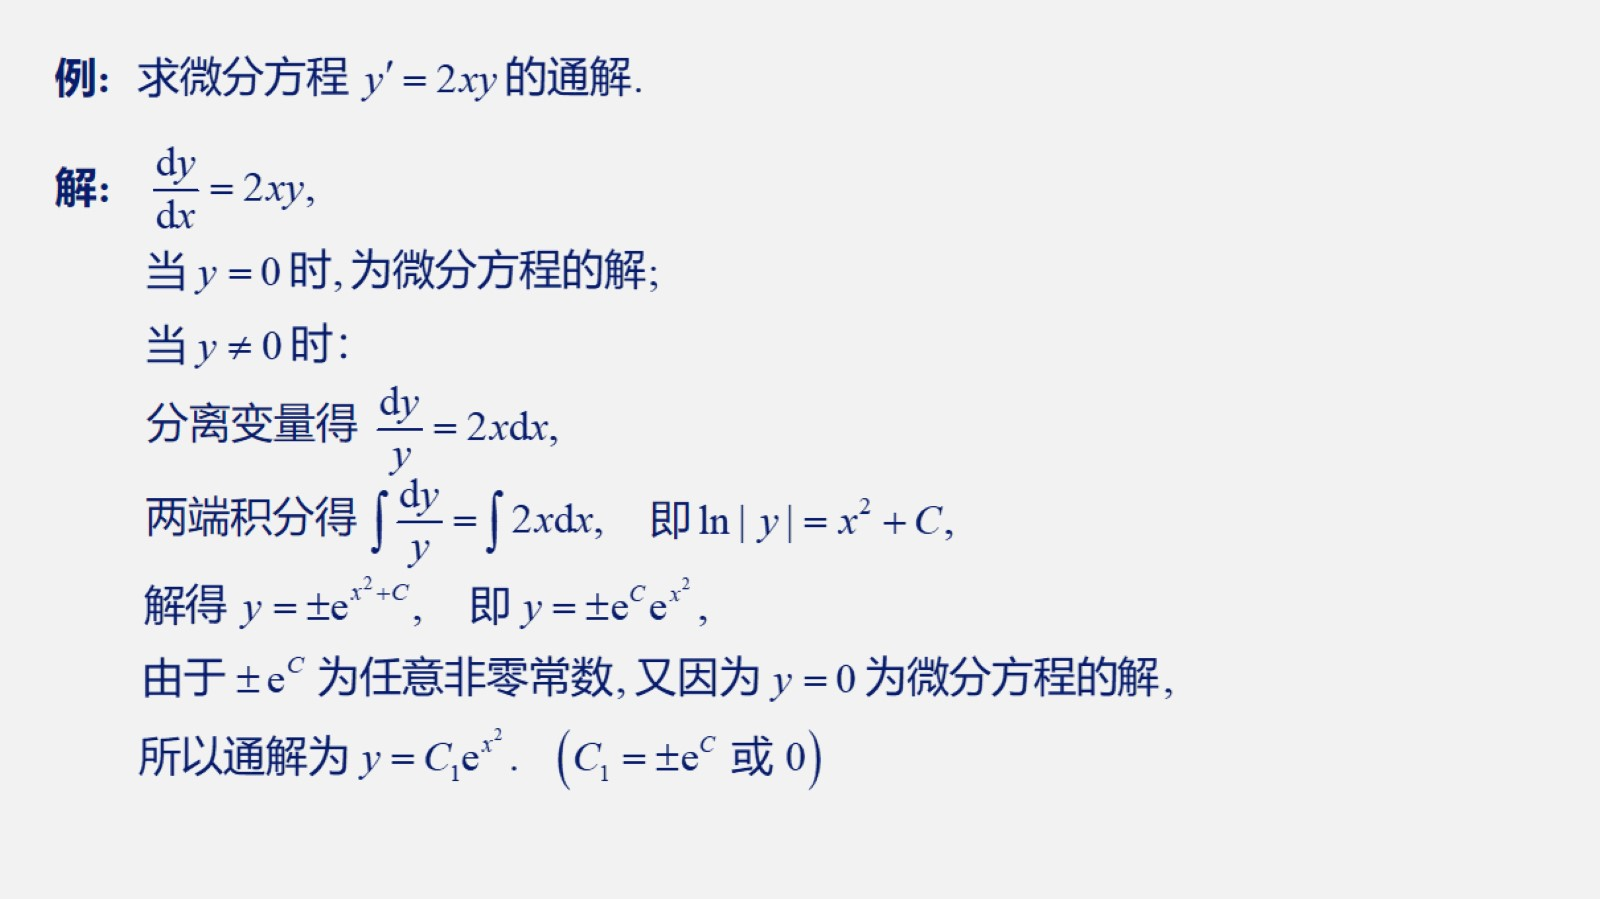 例: 求微分方程 y′ = 2xy 的通解.
解: dy/dx = 2xy,
当 y = 0 时, 为微分方程的解;
当 y ≠ 0 时:
分离变量得 dy/y = 2xdx,
两端积分得 ∫ dy/y = ∫ 2xdx, 即 ln | y | = x² + C,
解得 y = ±e^{x²+C}, 即 y = ±e^C e^{x²},
由于 ± e^C 为任意非零常数, 又因为 y = 0 为微分方程的解,
所以通解为 y = C₁e^{x²}. (C₁ = ±e^C 或 0)